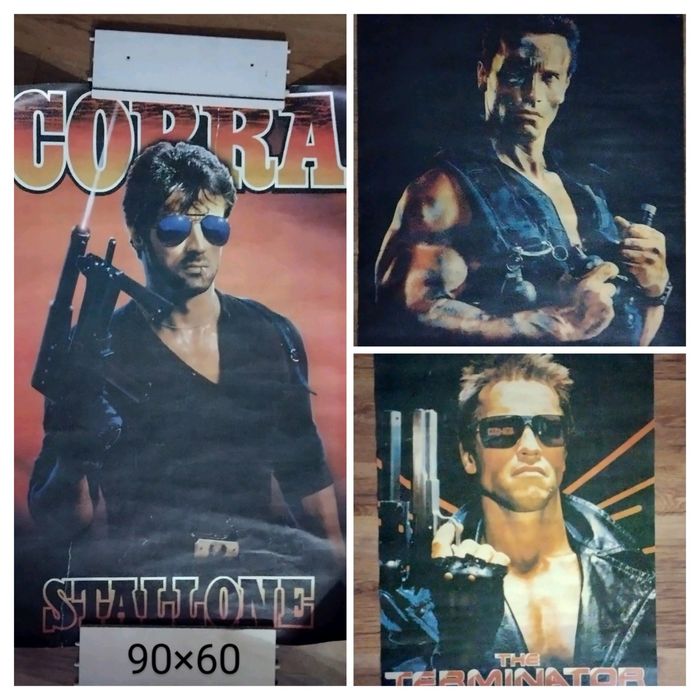 COBRA
STALLONE
90×60
THE
TERMINATOR